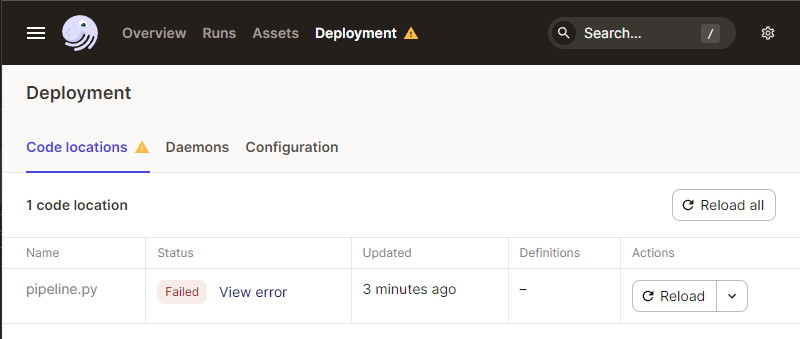 Overview Runs Assets Deployment Search... /
Deployment
Code locations Daemons Configuration
1 code location Reload all
Name Status Updated Definitions Actions
pipeline.py Failed View error 3 minutes ago – Reload